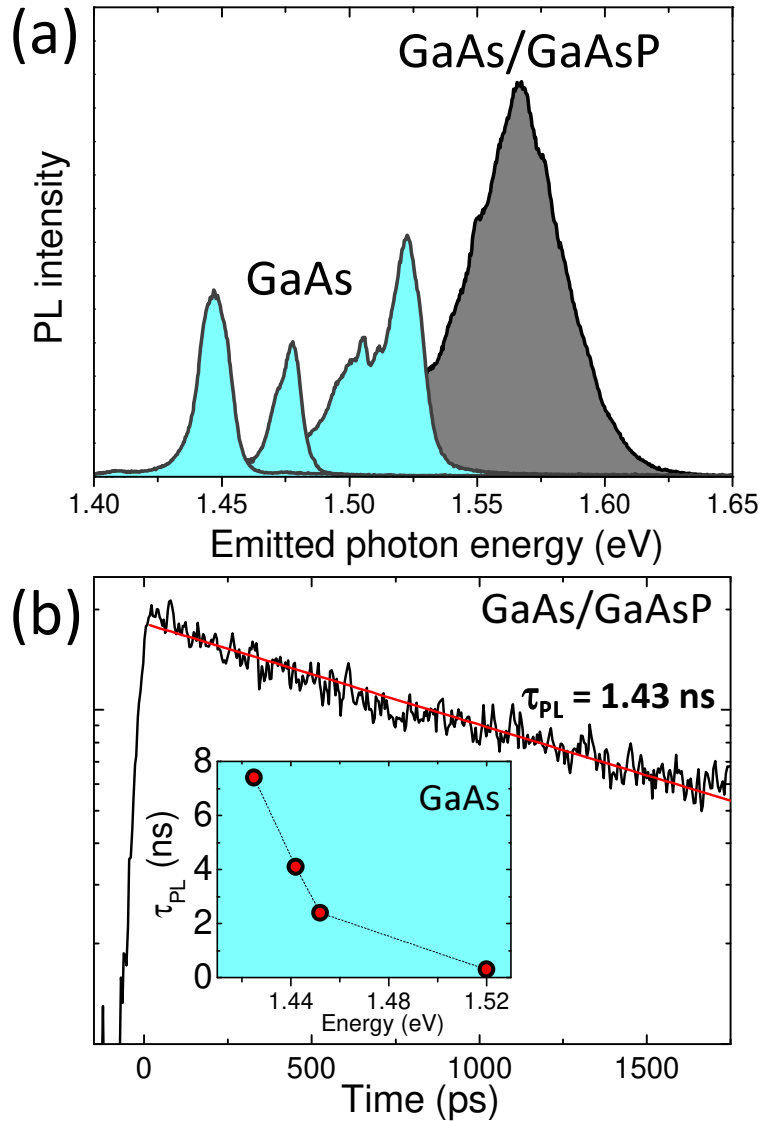 (a)
GaAs/GaAsP
GaAs
PL intensity
1.40 1.45 1.50 1.55 1.60 1.65
Emitted photon energy (eV)
(b)
GaAs/GaAsP
τPL = 1.43 ns
8
6
4
2
0
τPL (ns)
GaAs
1.44 1.48 1.52
Energy (eV)
0 500 1000 1500
Time (ps)